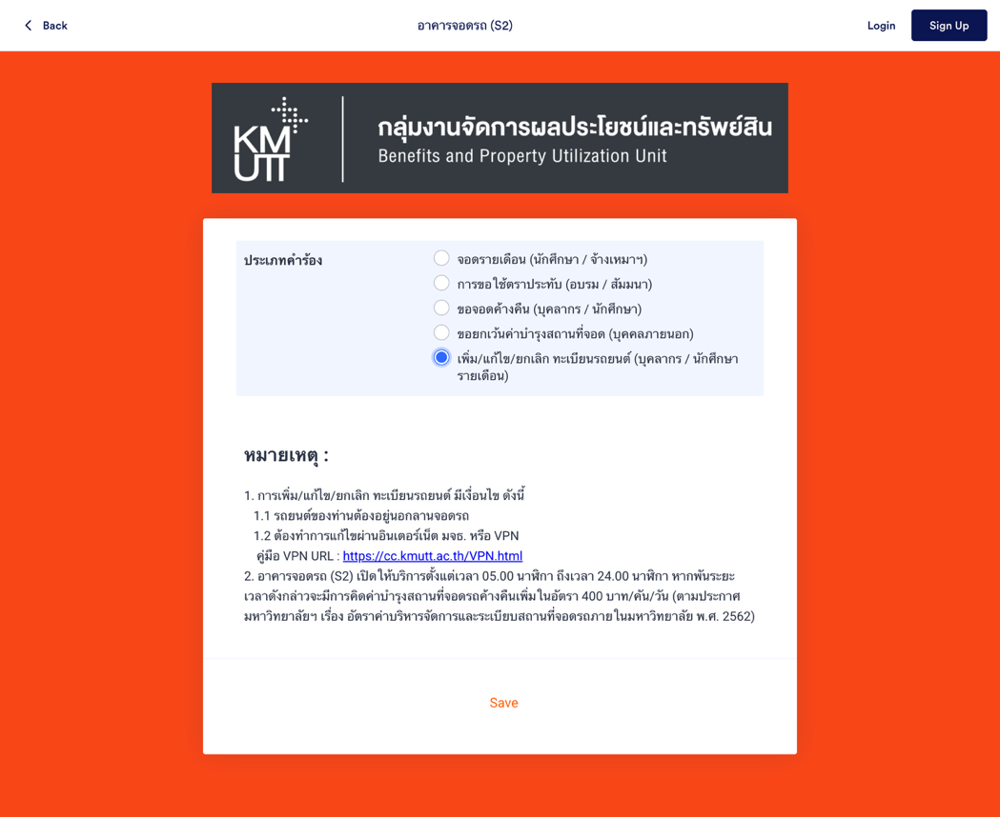 Back
อาคารจอดรถ (S2)
Login
Sign Up
KM
UTT
กลุ่มงานจัดการผลประโยชน์และทรัพย์สิน
Benefits and Property Utilization Unit
ประเภทคำร้อง
จอดรายเดือน (นักศึกษา / จ้างเหมาฯ)
การขอใช้ตราประทับ (อบรม / สัมมนา)
ขอจอดค้างคืน (บุคลากร / นักศึกษา)
ขอยกเว้นค่าบำรุงสถานที่จอด (บุคคลภายนอก)
เพิ่ม/แก้ไข/ยกเลิก ทะเบียนรถยนต์ (บุคลากร / นักศึกษา
รายเดือน)
หมายเหตุ :
1. การเพิ่ม/แก้ไข/ยกเลิก ทะเบียนรถยนต์ มีเงื่อนไข ดังนี้
1.1 รถยนต์ของท่านต้องอยู่นอกลานจอดรถ
1.2 ต้องทำการแก้ไขผ่านอินเตอร์เน็ต มจธ. หรือ VPN
คู่มือ VPN URL : https://cc.kmutt.ac.th/VPN.html
2. อาคารจอดรถ (S2) เปิดให้บริการตั้งแต่เวลา 05.00 นาฬิกา ถึงเวลา 24.00 นาฬิกา หากพ้นระยะ
เวลาดังกล่าวจะมีการคิดค่าบำรุงสถานที่จอดรถค้างคืนเพิ่มในอัตรา 400 บาท/คัน/วัน (ตามประกาศ
มหาวิทยาลัยฯ เรื่อง อัตราค่าบริหารจัดการและระเบียบสถานที่จอดรถภายในมหาวิทยาลัย พ.ศ. 2562)
Save